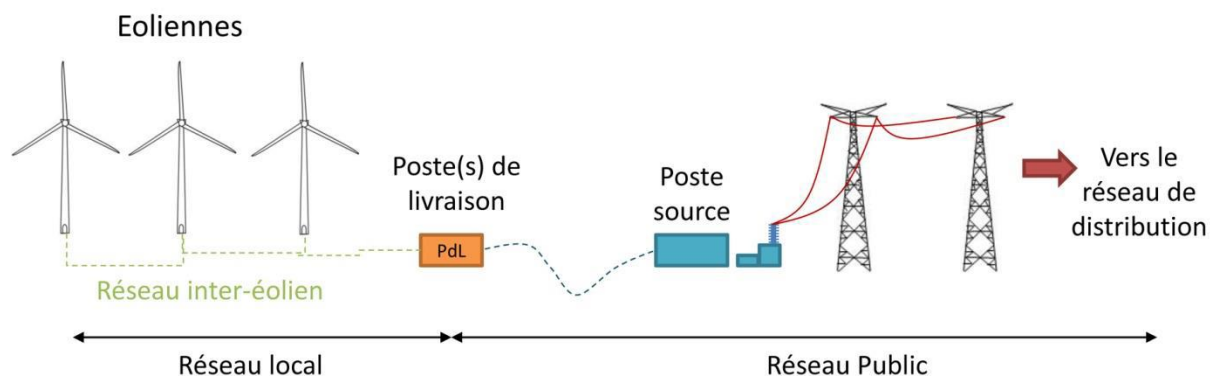 Eoliennes
Poste(s) de
livraison
PdL
Réseau inter-éolien
Poste
source
Vers le
réseau de
distribution
Réseau local
Réseau Public